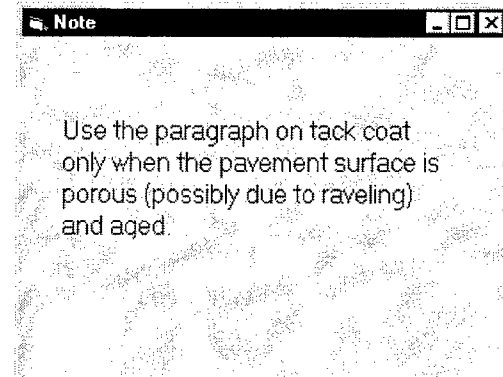 Note
Use the paragraph on tack coat
only when the pavement surface is
porous (possibly due to raveling)
and aged.